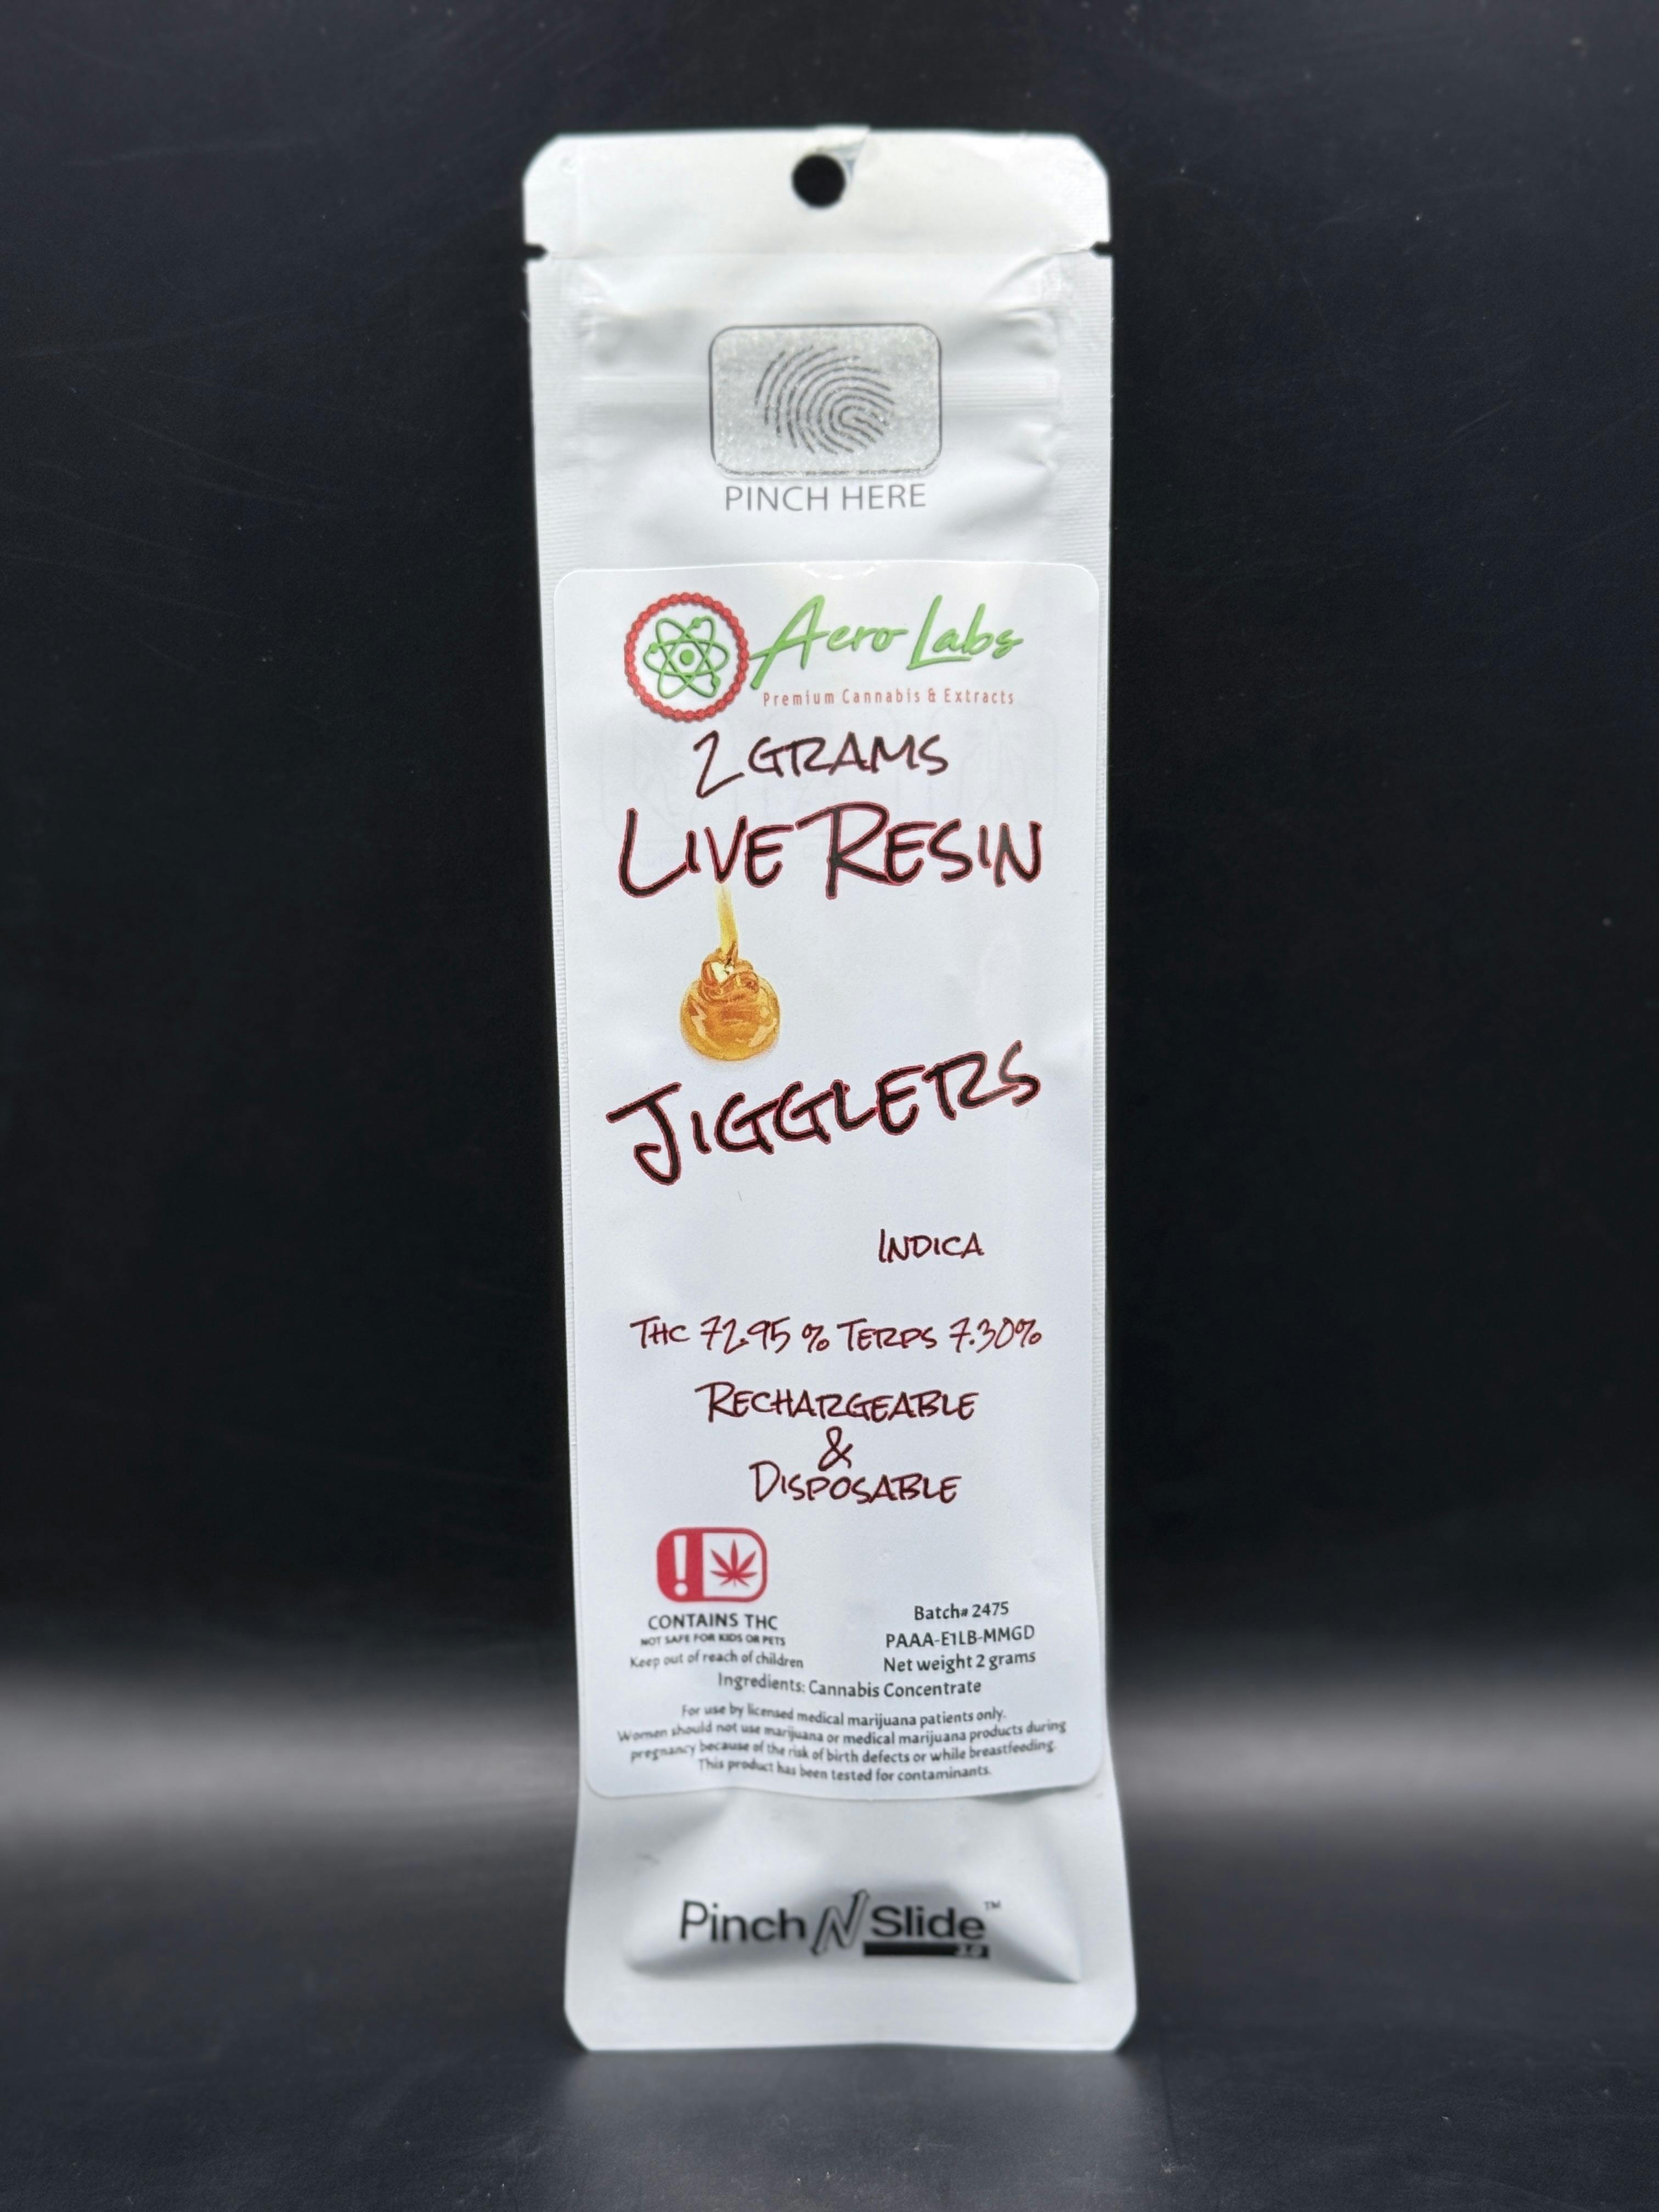 PINCH HERE
Aero Labs
Premium Cannabis & Extracts
2 GRAMS
LIVE RESIN
JIGGLERS
INDICA
THC 72.95 % TERPS 7.30%
RECHARGEABLE
&
DISPOSABLE
CONTAINS THC
NOT SAFE FOR KIDS OR PETS
Keep out of reach of children
Batch# 2475
PAAA-E1LB-MMGD
Net weight 2 grams
Ingredients: Cannabis Concentrate
For use by licensed medical marijuana patients only.
Women should not use marijuana or medical marijuana products during
pregnancy because of the risk of birth defects or while breastfeeding.
This product has been tested for contaminants.
Pinch N Slide™